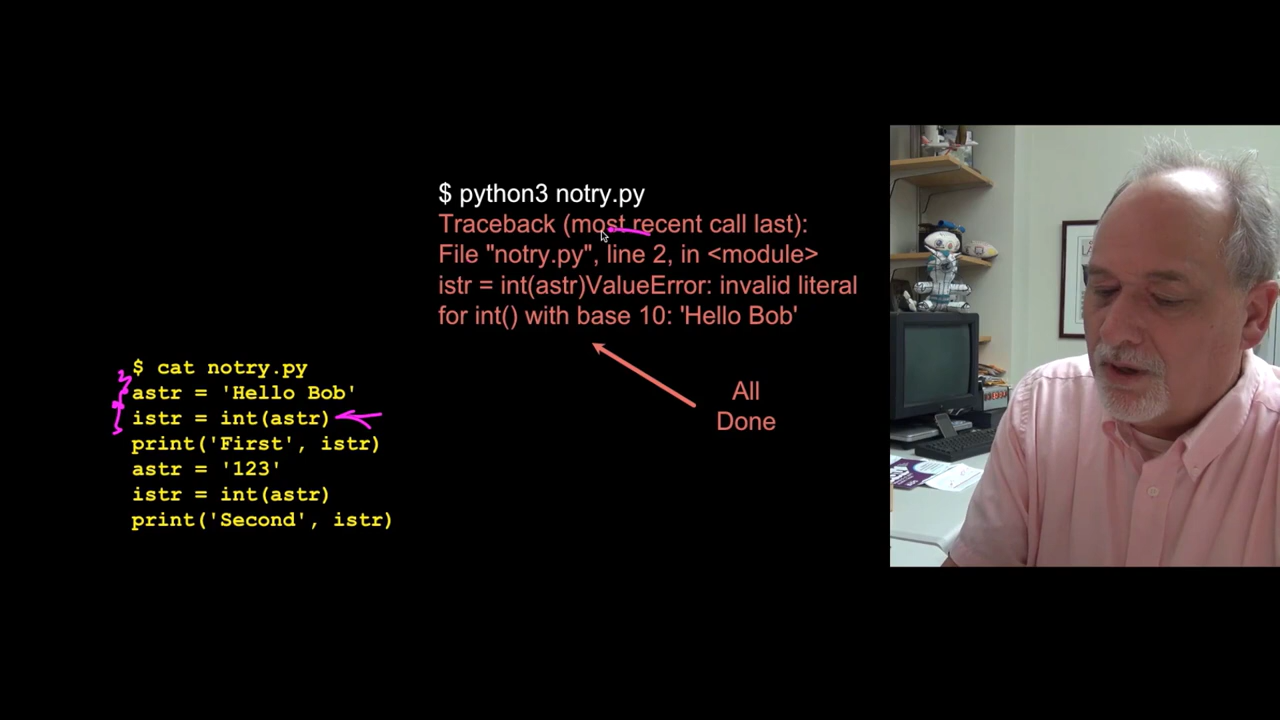 $ python3 notry.py
Traceback (most recent call last):
File "notry.py", line 2, in <module>
istr = int(astr)ValueError: invalid literal
for int() with base 10: 'Hello Bob'
All
Done
$ cat notry.py
astr = 'Hello Bob'
istr = int(astr)
print('First', istr)
astr = '123'
istr = int(astr)
print('Second', istr)